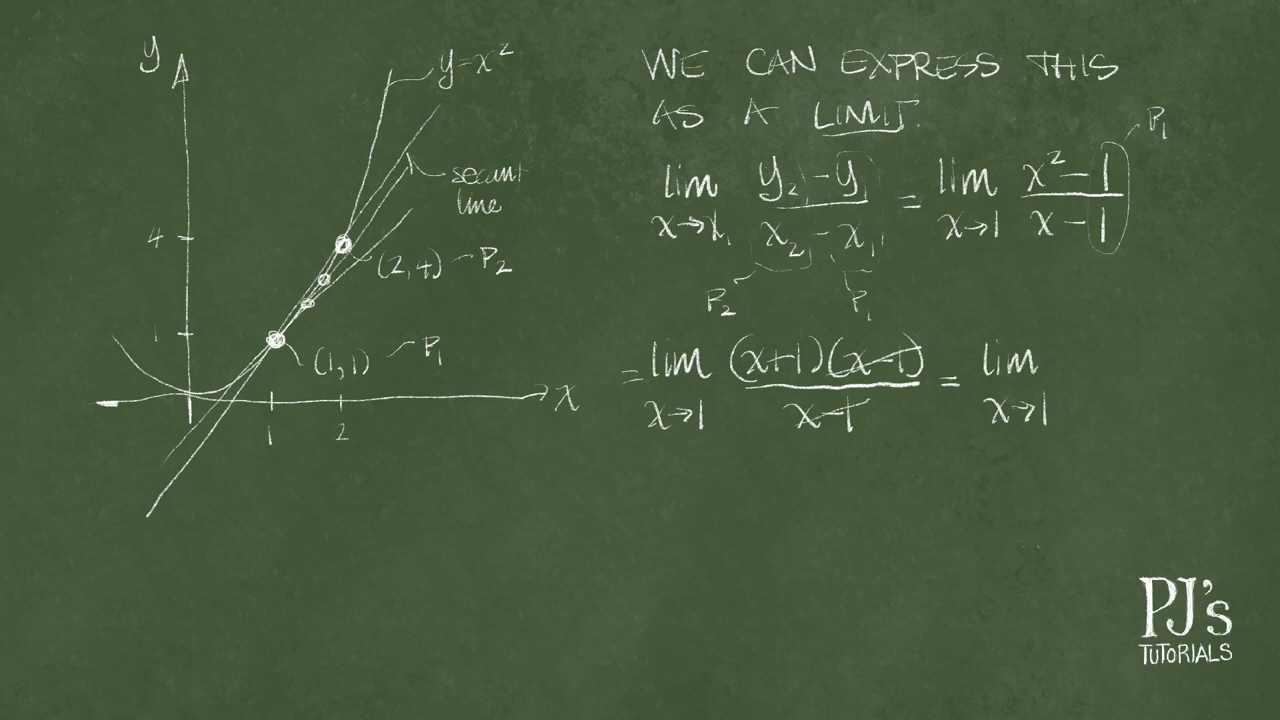 y
y=x²
secant
line
4
(2,4) P₂
1
(1,1) P₁
x
1 2
WE CAN EXPRESS THIS
AS A LIMIT.
P₁
lim x→x₁ (y₂ - y₁)/(x₂ - x₁) = lim x→1 (x² - 1)/(x - 1)
P₂ P₁
= lim x→1 (x+1)(x-1)/(x-1) = lim x→1
PJ's
TUTORIALS